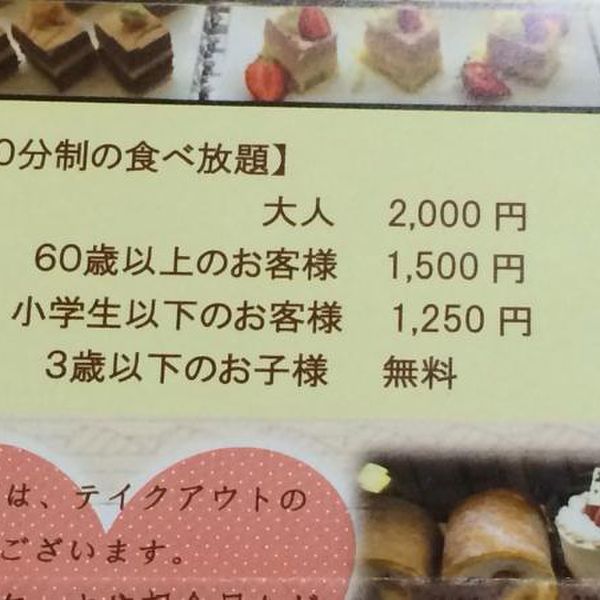 0分制の食べ放題】
大人 2,000 円
60歳以上のお客様 1,500 円
小学生以下のお客様 1,250 円
3歳以下のお子様 無料
は、テイクアウトの
ございます。